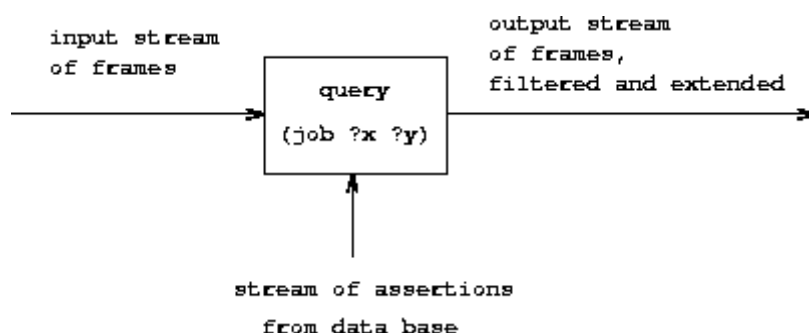 input stream
of frames
output stream
of frames,
filtered and extended
query
(job ?x ?y)
stream of assertions
from data base